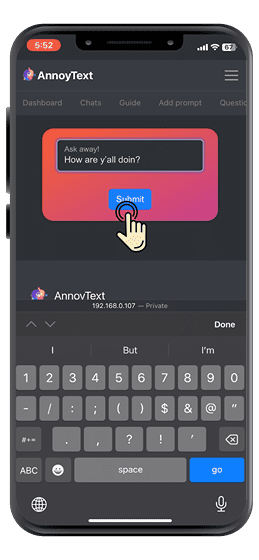 5:52
67
AnnoyText
Dashboard Chats Guide Add prompt Questio
Ask away!
How are y'all doin?
Submit
AnnoyText
192.168.0.107 — Private
Done
I But I'm
1 2 3 4 5 6 7 8 9 0
- / : ; ( ) $ & @ "
#+= . , ? ! '
ABC space go